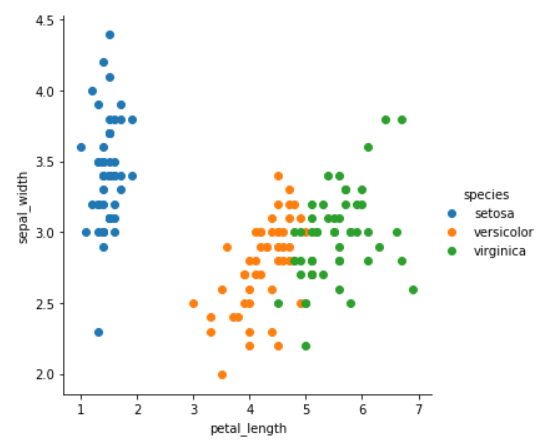 4.5
4.0
3.5
3.0
2.5
2.0
sepal_width
1 2 3 4 5 6 7
petal_length
species
setosa
versicolor
virginica